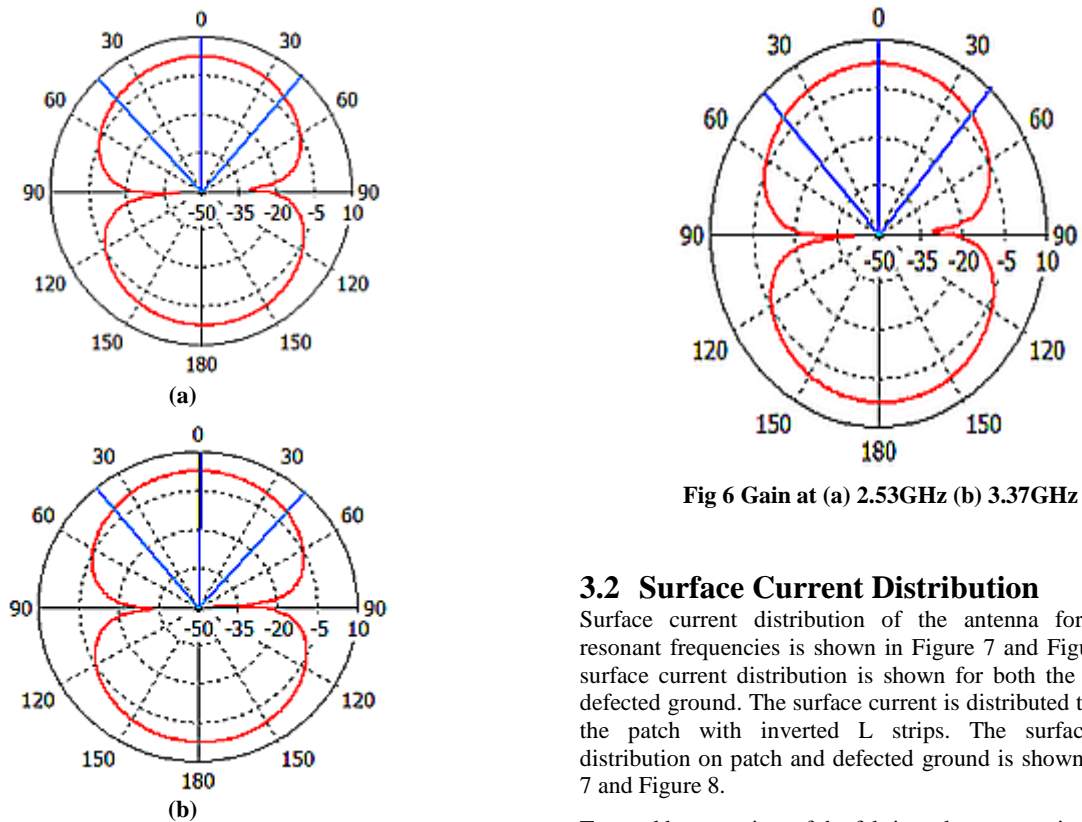 0
30 30
60 60
90 90
-50 -35 -20 -5 10
120 120
150 150
180
(a)
0
30 30
60 60
90 90
-50 -35 -20 -5 10
120 120
150 150
180
(b)
0
30 30
60 60
90 90
-50 -35 -20 -5 10
120 120
150 150
180
Fig 6 Gain at (a) 2.53GHz (b) 3.37GHz
3.2 Surface Current Distribution
Surface current distribution of the antenna for
resonant frequencies is shown in Figure 7 and Figu
surface current distribution is shown for both the
defected ground. The surface current is distributed t
the patch with inverted L strips. The surfac
distribution on patch and defected ground is shown
7 and Figure 8.